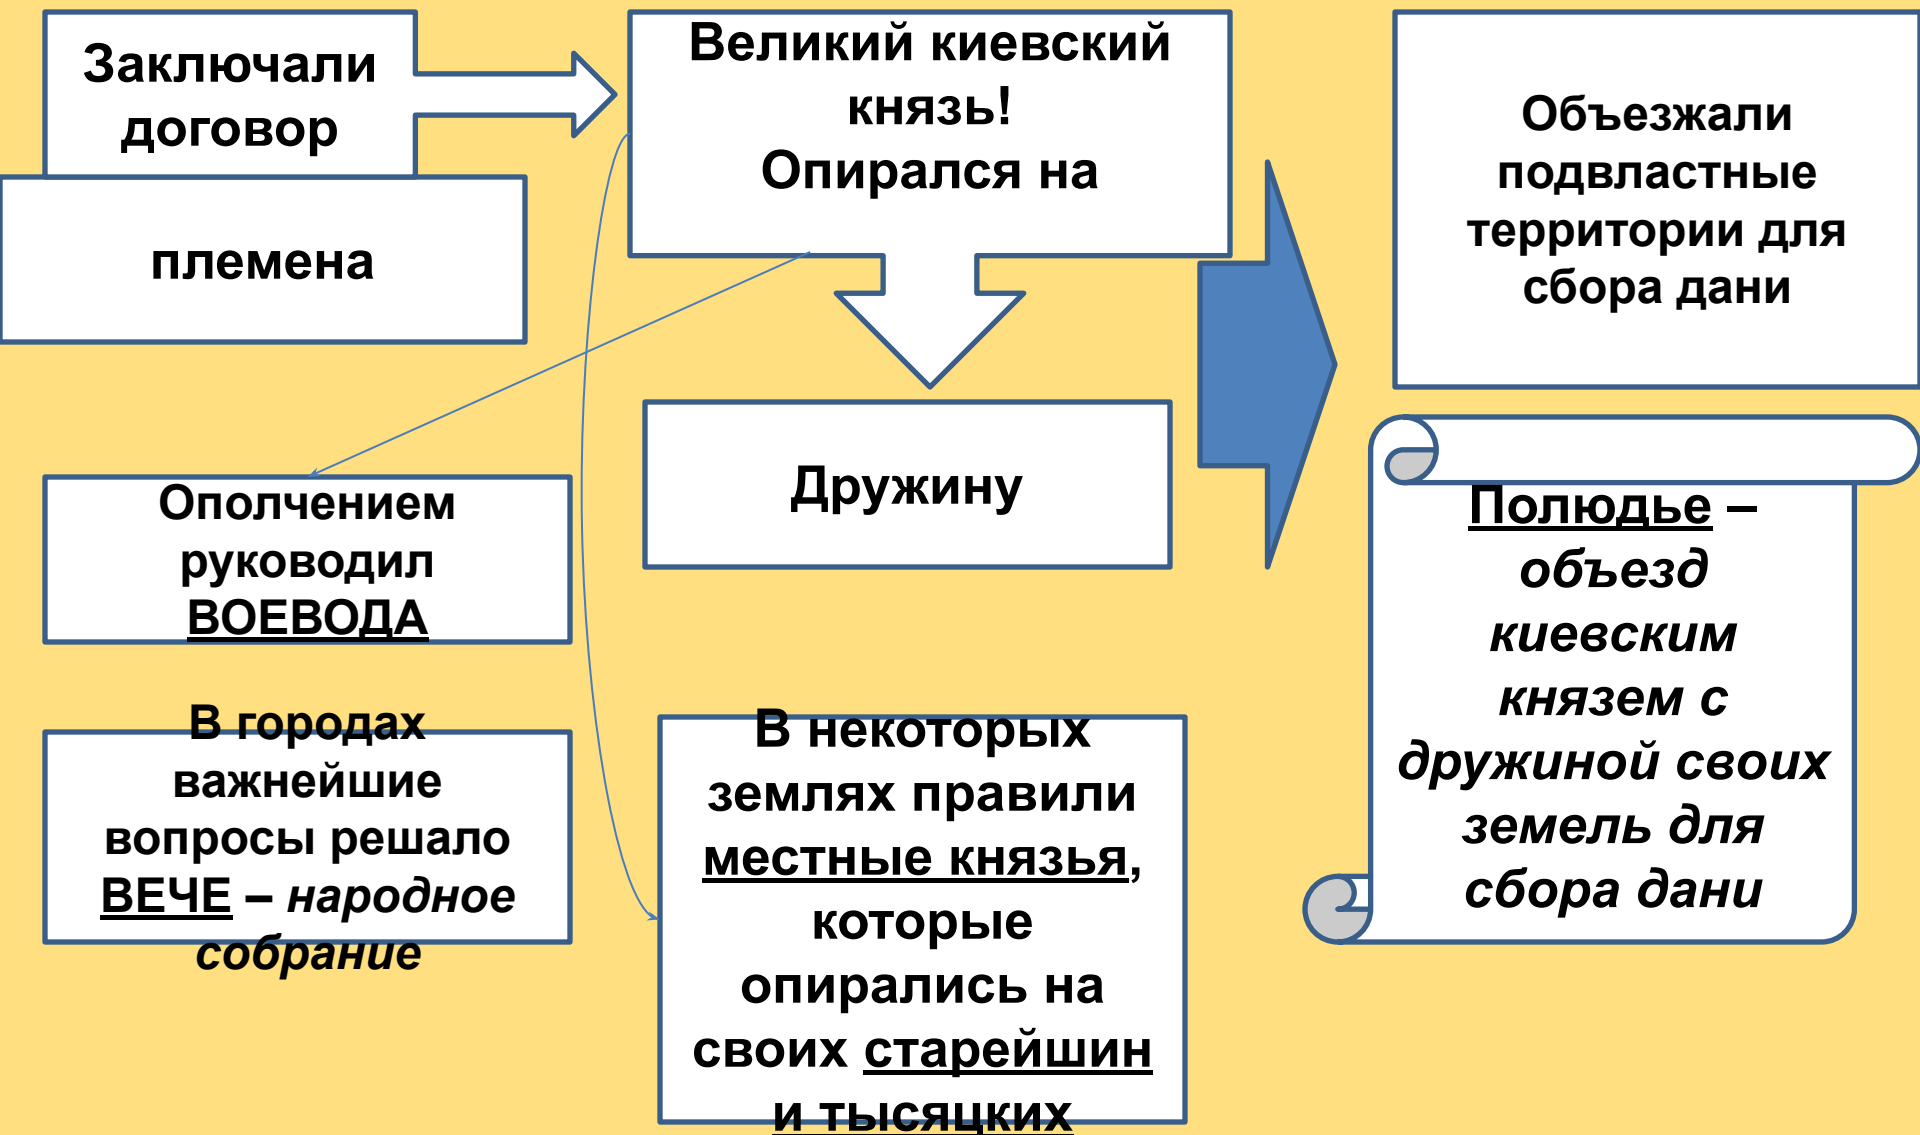 Заключали
договор
племена
Великий киевский
князь!
Опирался на
Дружину
Объезжали
подвластные
территории для
сбора дани
Ополчением
руководил
ВОЕВОДА
В городах
важнейшие
вопросы решало
ВЕЧЕ – народное
собрание
В некоторых
землях правили
местные князья,
которые
опирались на
своих старейшин
и тысяцких
Полюдье –
объезд
киевским
князем с
дружиной своих
земель для
сбора дани